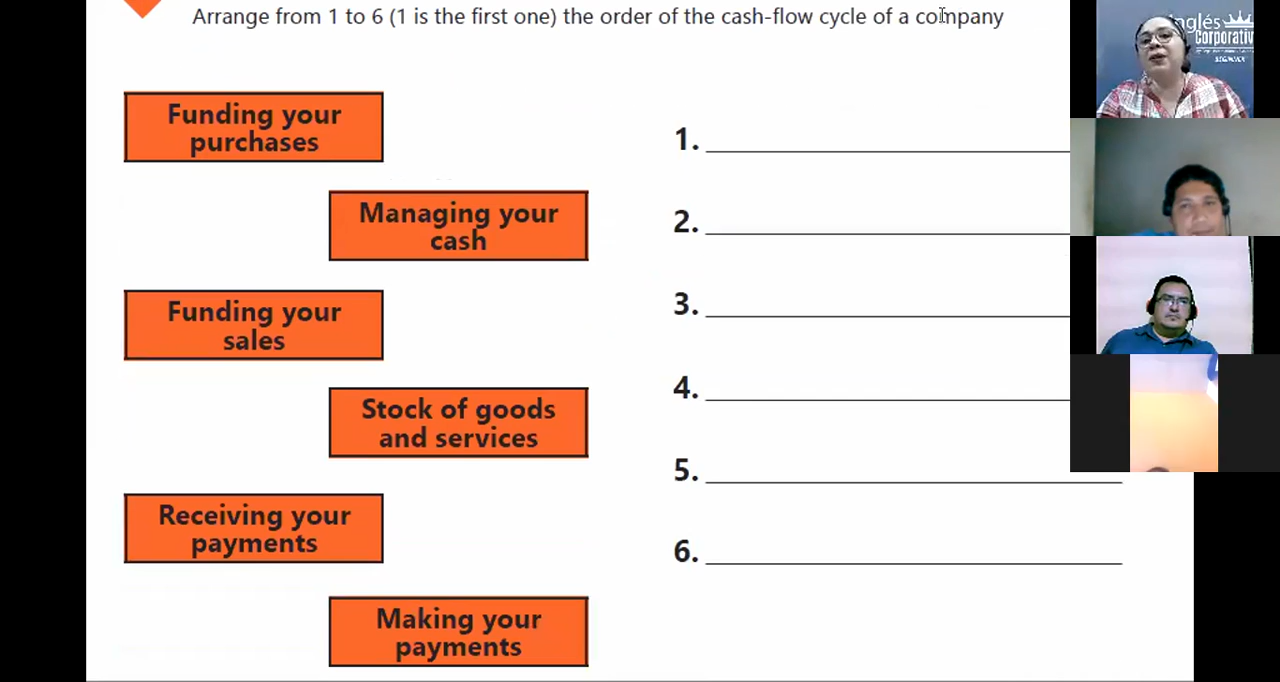 Arrange from 1 to 6 (1 is the first one) the order of the cash-flow cycle of a company
Funding your
purchases
Managing your
cash
Funding your
sales
Stock of goods
and services
Receiving your
payments
Making your
payments
1.
2.
3.
4.
5.
6.